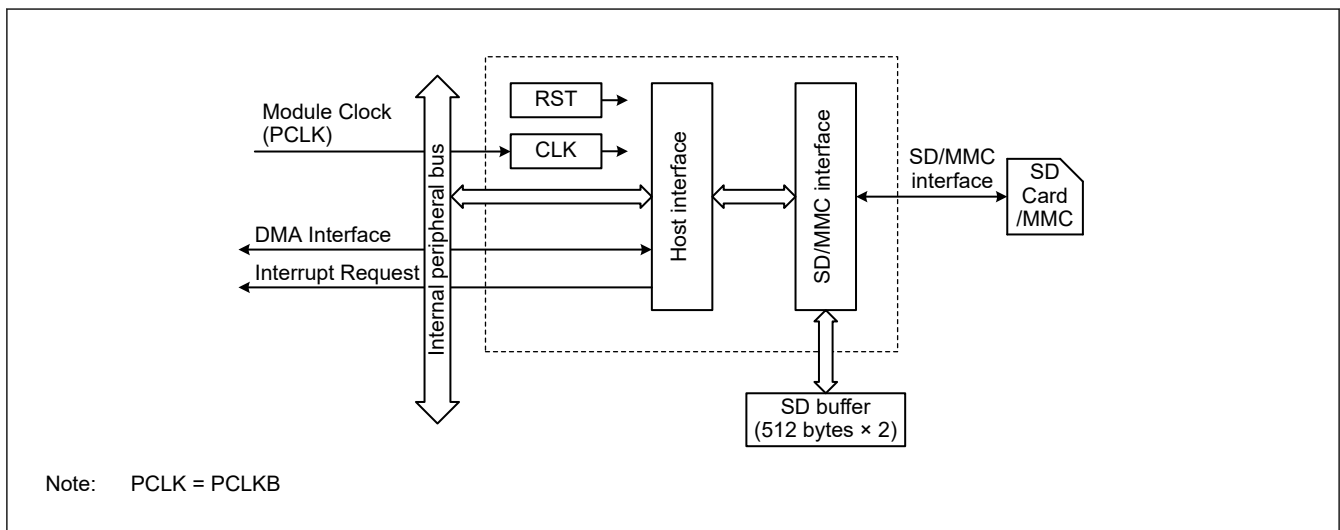 Module Clock
(PCLK)
RST
CLK
DMA Interface
Interrupt Request
Internal peripheral bus
Host interface
SD/MMC interface
SD/MMC
interface
SD
Card
/MMC
SD buffer
(512 bytes × 2)
Note: PCLK = PCLKB